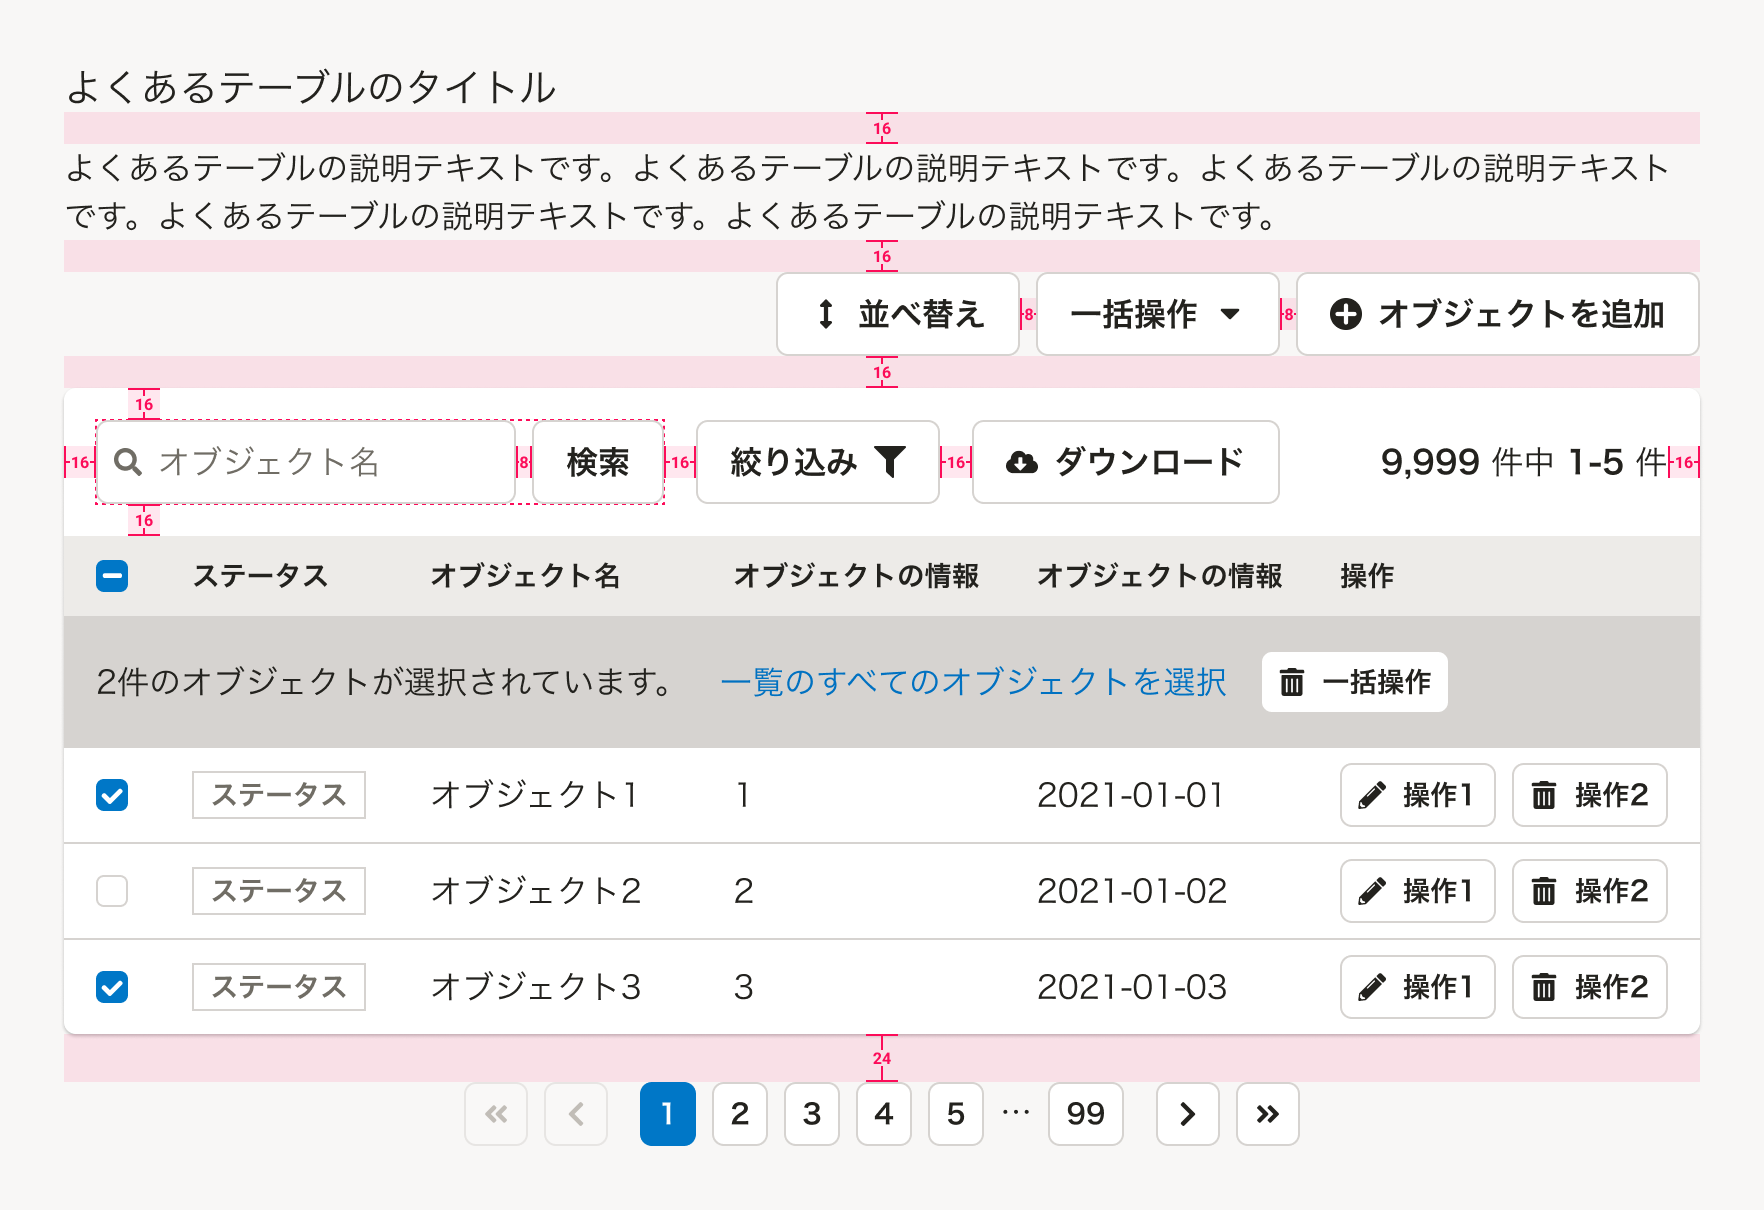 よくあるテーブルのタイトル
16
よくあるテーブルの説明テキストです。よくあるテーブルの説明テキストです。よくあるテーブルの説明テキスト
です。よくあるテーブルの説明テキストです。よくあるテーブルの説明テキストです。
16
並べ替え 8 一括操作 8 オブジェクトを追加
16
16
16 オブジェクト名 8 検索 16 絞り込み 16 ダウンロード 9,999 件中 1-5 件 16
16
ステータス オブジェクト名 オブジェクトの情報 オブジェクトの情報 操作
2件のオブジェクトが選択されています。 一覧のすべてのオブジェクトを選択 一括操作
ステータス オブジェクト1 1 2021-01-01 操作1 操作2
ステータス オブジェクト2 2 2021-01-02 操作1 操作2
ステータス オブジェクト3 3 2021-01-03 操作1 操作2
24
1 2 3 4 5 … 99